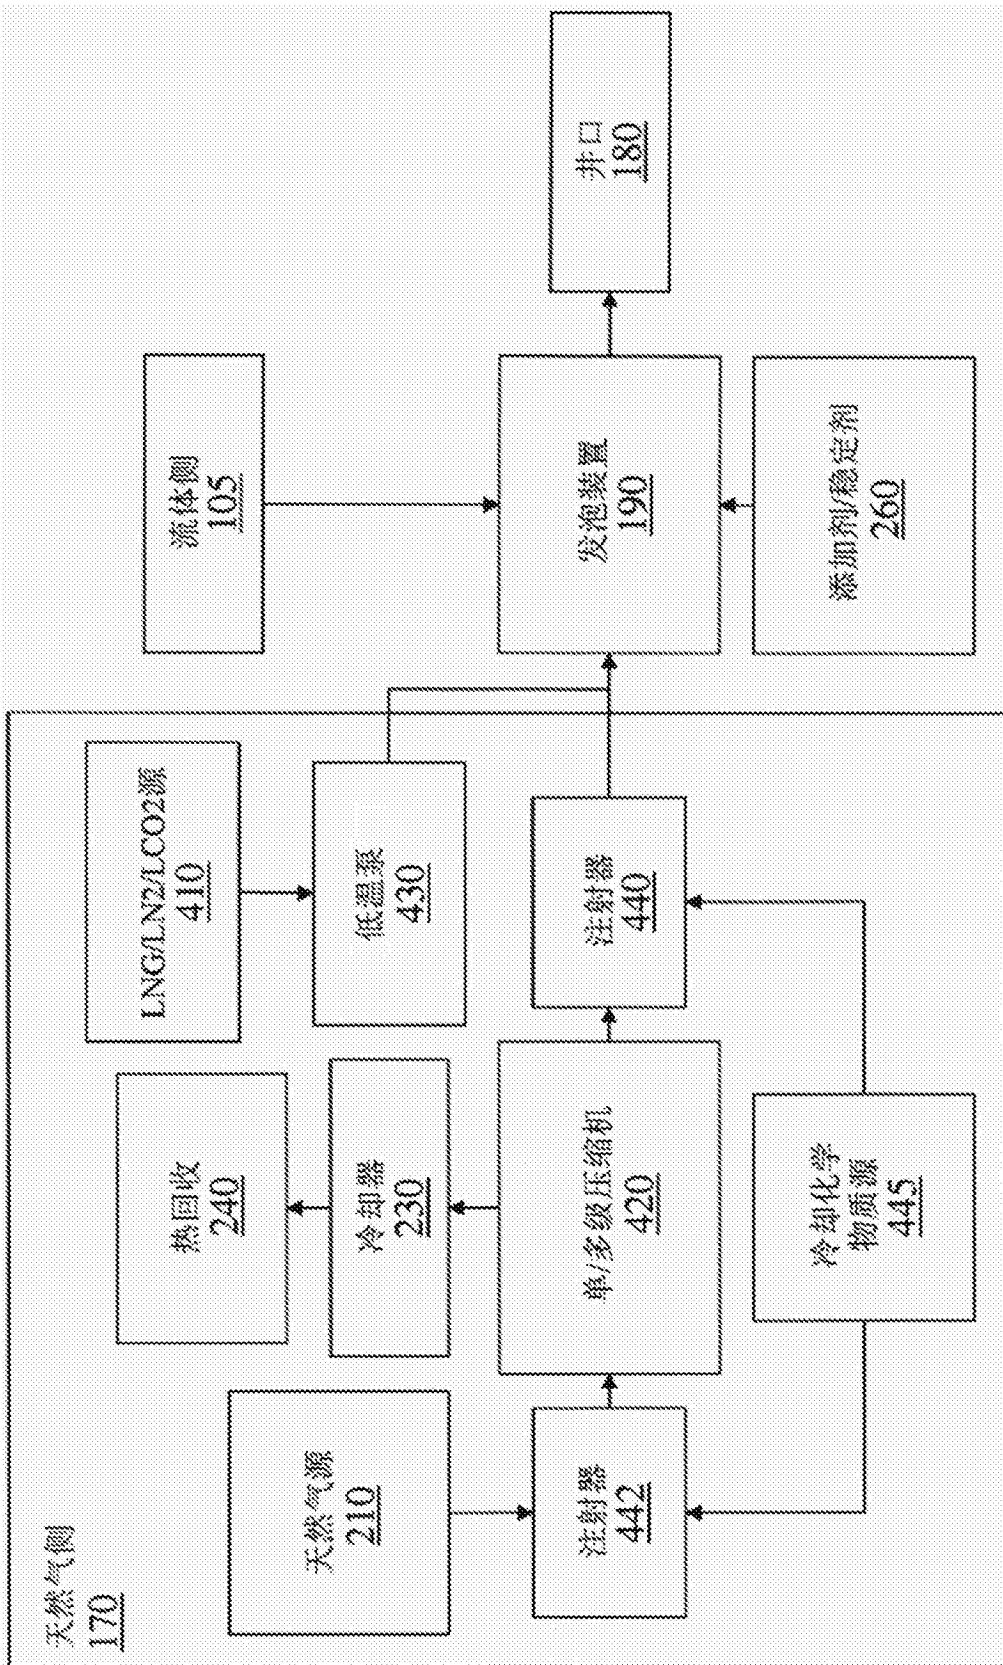 天然气侧
170
天然气源
210
注射器
442
热回收
240
冷却器
230
单/多级压缩机
420
冷却化学
物质源
445
LNG/LN2/LCO2源
410
低温泵
430
注射器
440
流体侧
105
发泡装置
190
添加剂/稳定剂
260
井口
180